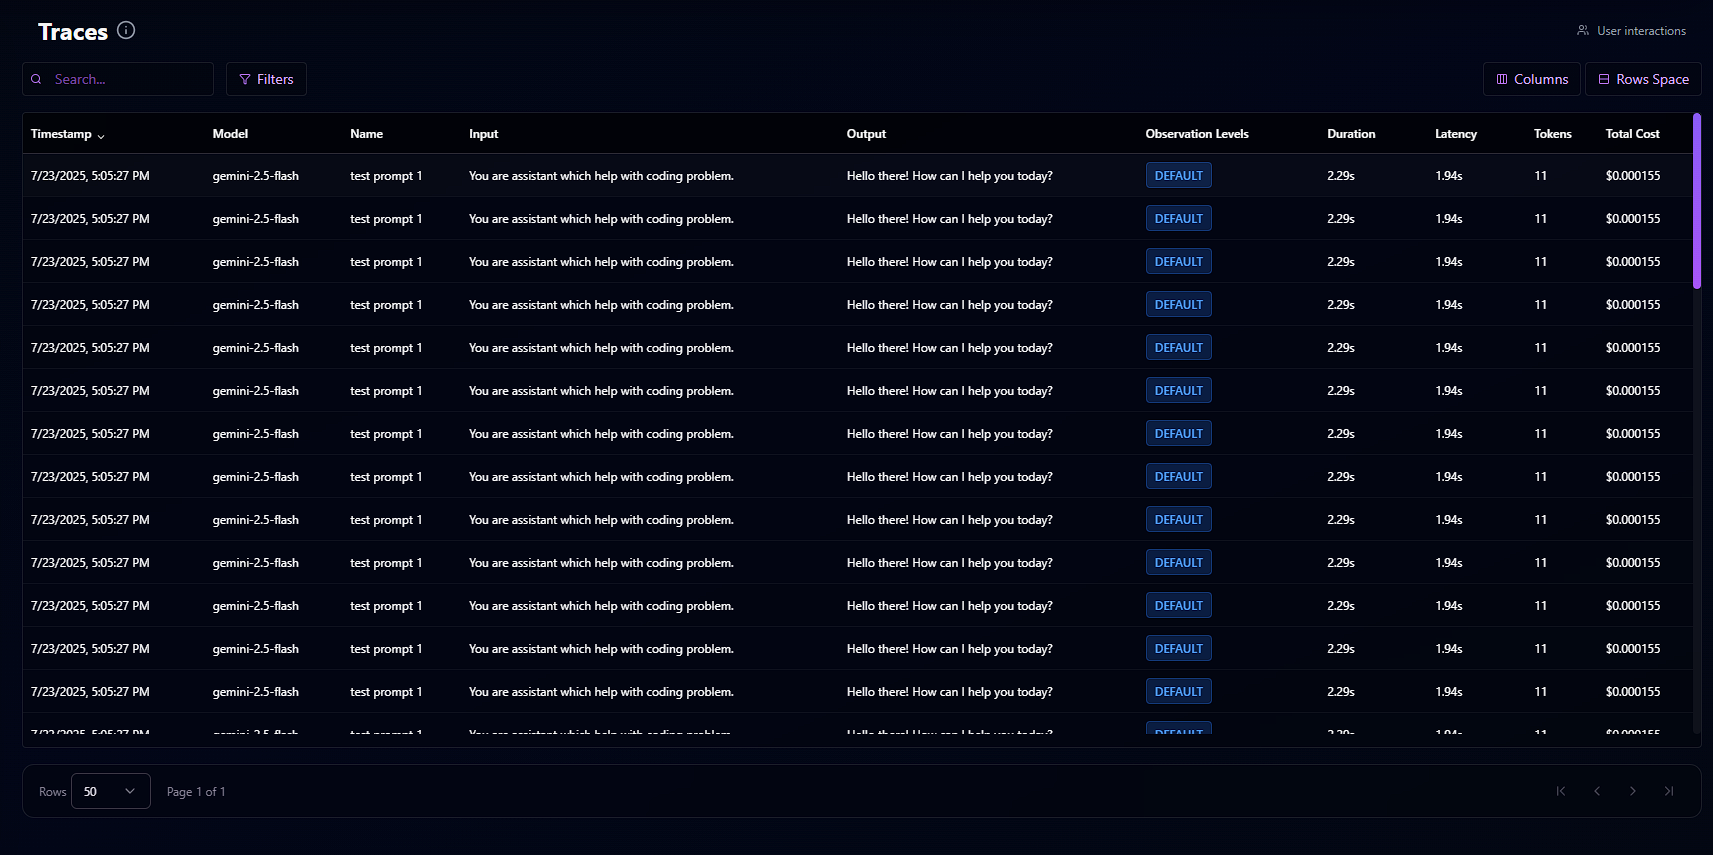 Traces
User interactions
Search...
Filters
Columns
Rows Space
Timestamp Model Name Input Output Observation Levels Duration Latency Tokens Total Cost
7/23/2025, 5:05:27 PM gemini-2.5-flash test prompt 1 You are assistant which help with coding problem. Hello there! How can I help you today? DEFAULT 2.29s 1.94s 11 $0.000155
7/23/2025, 5:05:27 PM gemini-2.5-flash test prompt 1 You are assistant which help with coding problem. Hello there! How can I help you today? DEFAULT 2.29s 1.94s 11 $0.000155
7/23/2025, 5:05:27 PM gemini-2.5-flash test prompt 1 You are assistant which help with coding problem. Hello there! How can I help you today? DEFAULT 2.29s 1.94s 11 $0.000155
7/23/2025, 5:05:27 PM gemini-2.5-flash test prompt 1 You are assistant which help with coding problem. Hello there! How can I help you today? DEFAULT 2.29s 1.94s 11 $0.000155
7/23/2025, 5:05:27 PM gemini-2.5-flash test prompt 1 You are assistant which help with coding problem. Hello there! How can I help you today? DEFAULT 2.29s 1.94s 11 $0.000155
7/23/2025, 5:05:27 PM gemini-2.5-flash test prompt 1 You are assistant which help with coding problem. Hello there! How can I help you today? DEFAULT 2.29s 1.94s 11 $0.000155
7/23/2025, 5:05:27 PM gemini-2.5-flash test prompt 1 You are assistant which help with coding problem. Hello there! How can I help you today? DEFAULT 2.29s 1.94s 11 $0.000155
7/23/2025, 5:05:27 PM gemini-2.5-flash test prompt 1 You are assistant which help with coding problem. Hello there! How can I help you today? DEFAULT 2.29s 1.94s 11 $0.000155
7/23/2025, 5:05:27 PM gemini-2.5-flash test prompt 1 You are assistant which help with coding problem. Hello there! How can I help you today? DEFAULT 2.29s 1.94s 11 $0.000155
7/23/2025, 5:05:27 PM gemini-2.5-flash test prompt 1 You are assistant which help with coding problem. Hello there! How can I help you today? DEFAULT 2.29s 1.94s 11 $0.000155
7/23/2025, 5:05:27 PM gemini-2.5-flash test prompt 1 You are assistant which help with coding problem. Hello there! How can I help you today? DEFAULT 2.29s 1.94s 11 $0.000155
7/23/2025, 5:05:27 PM gemini-2.5-flash test prompt 1 You are assistant which help with coding problem. Hello there! How can I help you today? DEFAULT 2.29s 1.94s 11 $0.000155
7/23/2025, 5:05:27 PM gemini-2.5-flash test prompt 1 You are assistant which help with coding problem. Hello there! How can I help you today? DEFAULT 2.29s 1.94s 11 $0.000155
Rows 50 Page 1 of 1